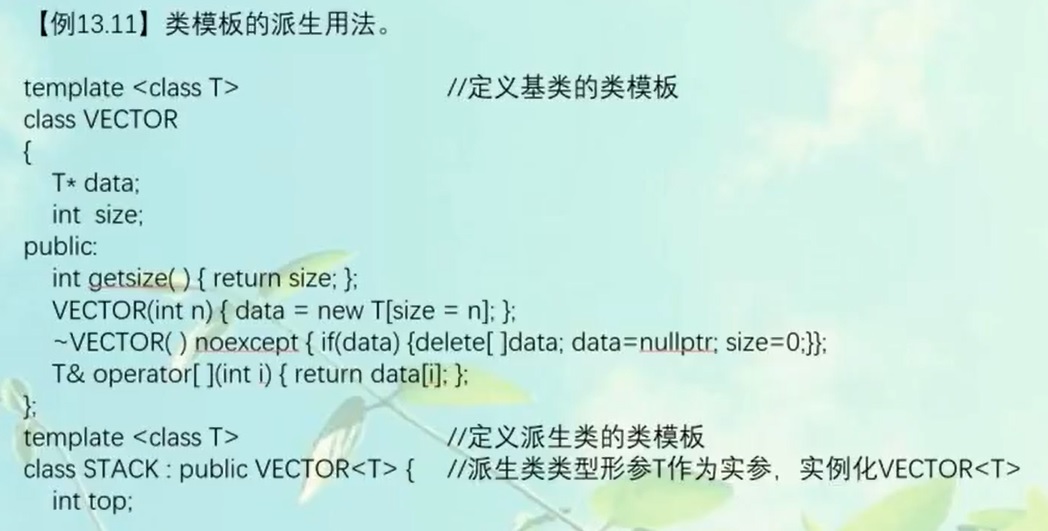 【例13.11】类模板的派生用法。
template <class T> //定义基类的类模板
class VECTOR
{
T* data;
int size;
public:
int getsize( ) { return size; };
VECTOR(int n) { data = new T[size = n]; };
~VECTOR( ) noexcept { if(data) {delete[ ]data; data=nullptr; size=0;}};
T& operator[ ](int i) { return data[i]; };
};
template <class T> //定义派生类的类模板
class STACK : public VECTOR<T> { //派生类类型形参T作为实参，实例化VECTOR<T>
int top;